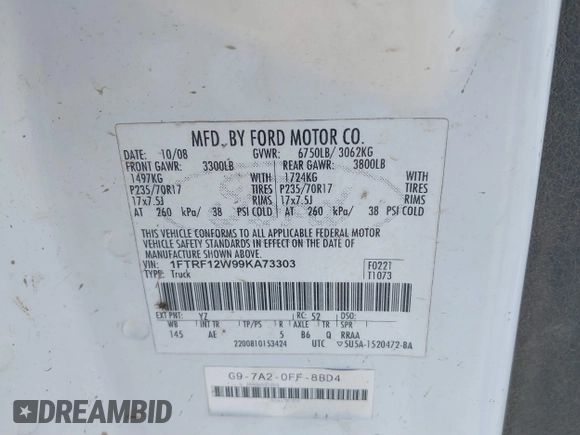 MFD. BY FORD MOTOR CO.
DATE: 10/08 GVWR: 6750LB/ 3062KG
FRONT GAWR: 3300LB REAR GAWR: 3800LB
1497KG WITH 1724KG WITH
P235/70R17 TIRES P235/70R17 TIRES
17x7.5J RIMS 17x7.5J RIMS
AT 260 kPa/ 38 PSI COLD AT 260 kPa/ 38 PSI COLD
THIS VEHICLE CONFORMS TO ALL APPLICABLE FEDERAL MOTOR
VEHICLE SAFETY STANDARDS IN EFFECT ON THE DATE OF
MANUFACTURE SHOWN ABOVE.
VIN: 1FTRF12W99KA73303 F0221
TYPE: Truck T1073
EXT PNT: YZ RC: 52 DSO:
WB INT TR TP/PS R AXLE TR SPR
145 AE 5 B6 Q RRAA
2200810153424 UTC ▽5U5A-1520472-BA
G9-7A2-0FF-8BD4
DREAMBID